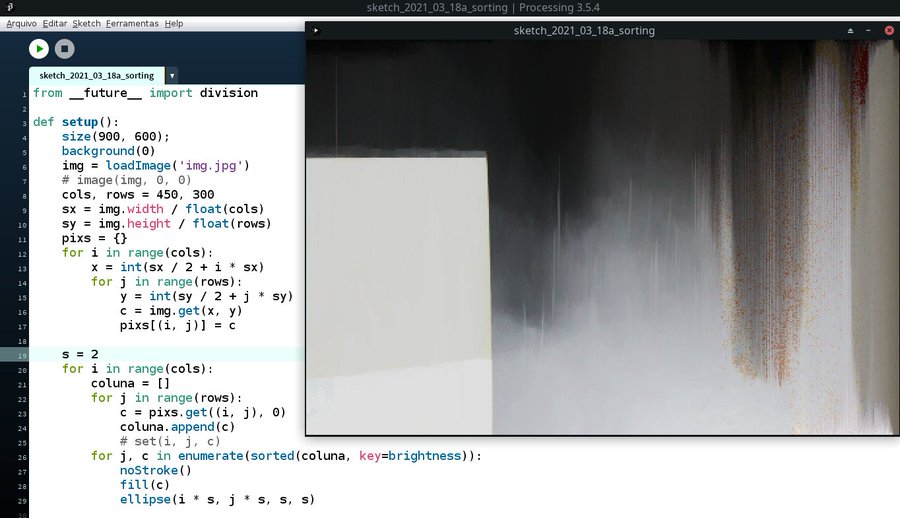 sketch_2021_03_18a_sorting | Processing 3.5.4
Arquivo Editar Sketch Ferramentas Help
sketch_2021_03_18a_sorting
sketch_2021_03_18a_sorting
1 from __future__ import division
2
3 def setup():
4     size(900, 600);
5     background(0)
6     img = loadImage('img.jpg')
7     # image(img, 0, 0)
8     cols, rows = 450, 300
9     sx = img.width / float(cols)
10     sy = img.height / float(rows)
11     pixs = {}
12     for i in range(cols):
13         x = int(sx / 2 + i * sx)
14         for j in range(rows):
15             y = int(sy / 2 + j * sy)
16             c = img.get(x, y)
17             pixs[(i, j)] = c
18
19     s = 2
20     for i in range(cols):
21         coluna = []
22         for j in range(rows):
23             c = pixs.get((i, j), 0)
24             coluna.append(c)
25             # set(i, j, c)
26         for j, c in enumerate(sorted(coluna, key=brightness)):
27             noStroke()
28             fill(c)
29             ellipse(i * s, j * s, s, s)
30